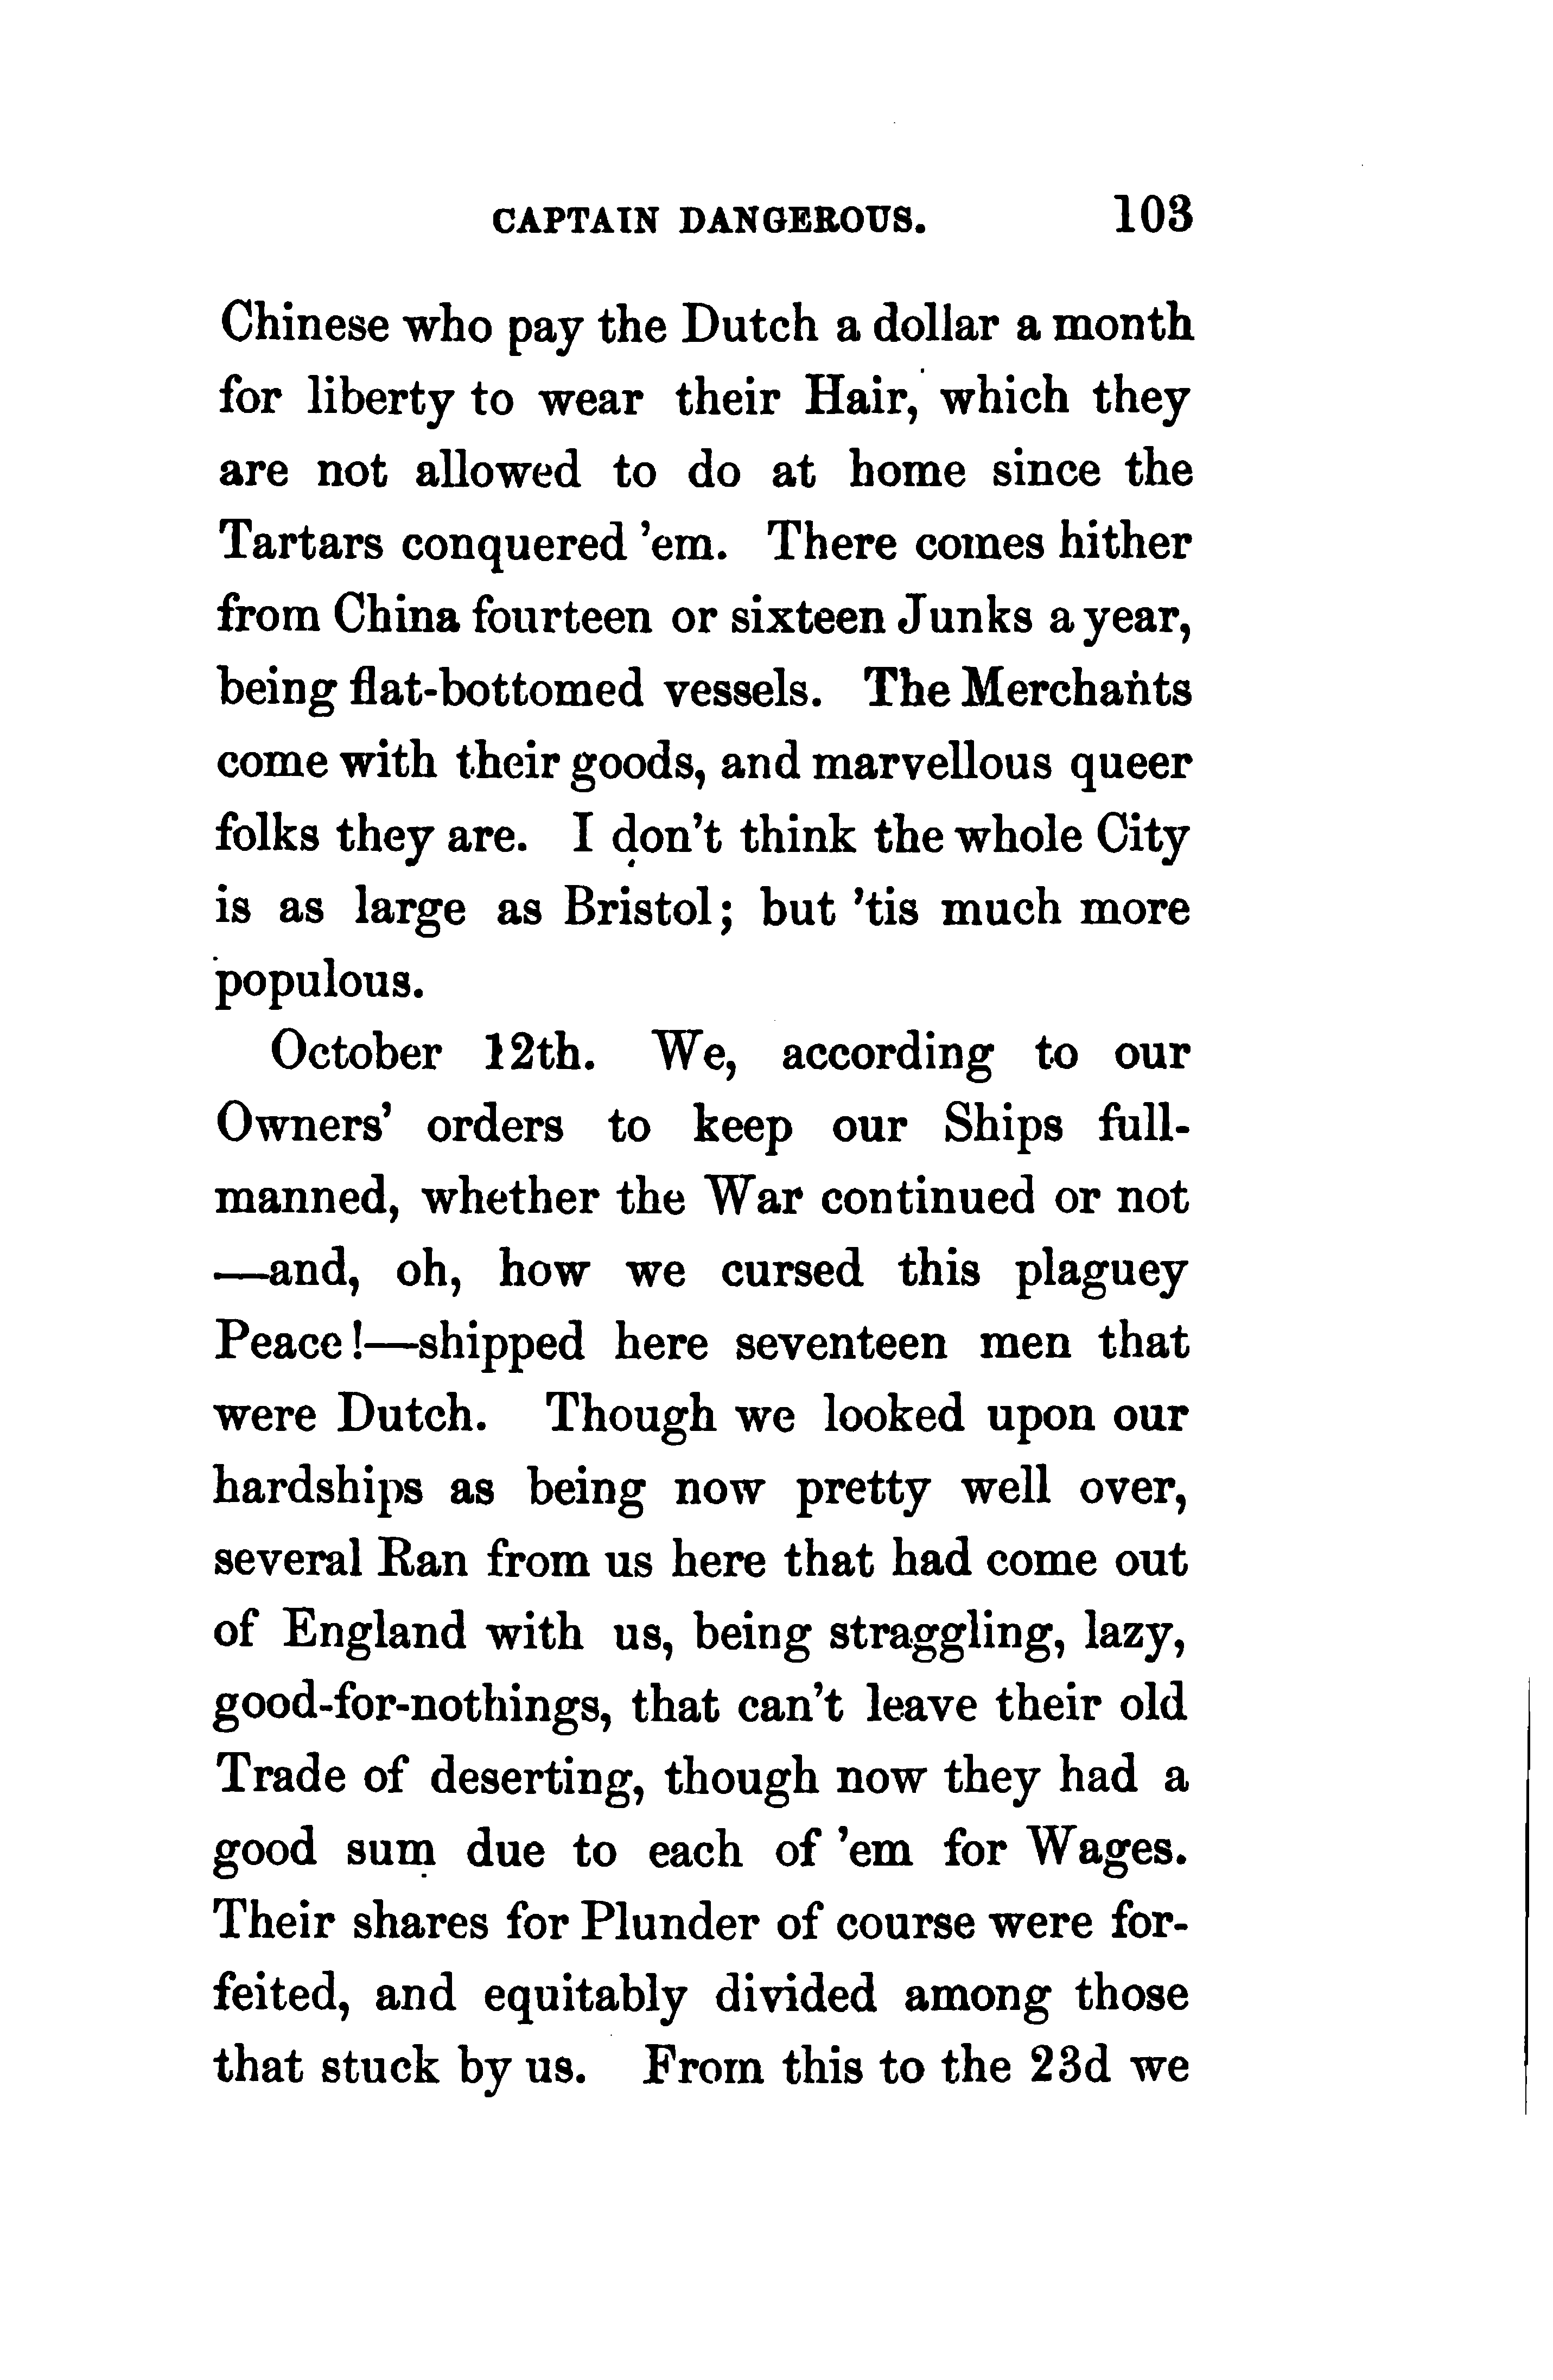 CAPTAIN DANGEROUS. 103
Chinese who pay the Dutch a dollar a month
for liberty to wear their Hair, which they
are not allowed to do at home since the
Tartars conquered ’em. There comes hither
from China fourteen or sixteen Junks a year,
being flat-bottomed vessels. The Merchants
come with their goods, and marvellous queer
folks they are. I don’t think the whole City
is as large as Bristol; but ’tis much more
populous.
October 12th. We, according to our
Owners’ orders to keep our Ships full-
manned, whether the War continued or not
—and, oh, how we cursed this plaguey
Peace!—shipped here seventeen men that
were Dutch. Though we looked upon our
hardships as being now pretty well over,
several Ran from us here that had come out
of England with us, being straggling, lazy,
good-for-nothings, that can’t leave their old
Trade of deserting, though now they had a
good sum due to each of ’em for Wages.
Their shares for Plunder of course were for-
feited, and equitably divided among those
that stuck by us. From this to the 23d we